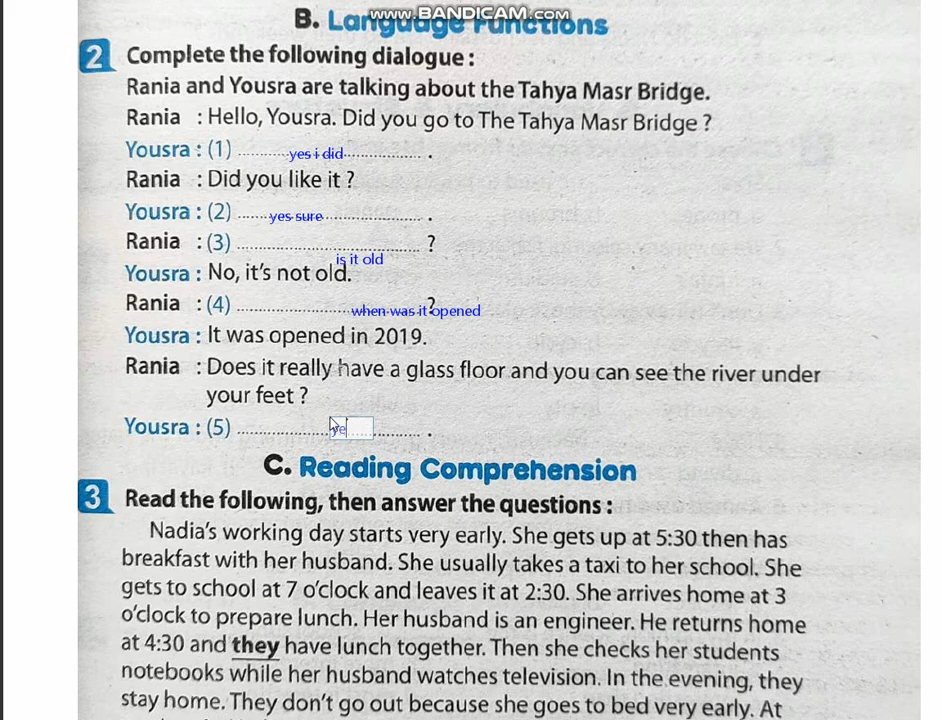 www.BANDICAM.com
B. Language Functions
2 Complete the following dialogue :
Rania and Yousra are talking about the Tahya Masr Bridge.
Rania : Hello, Yousra. Did you go to The Tahya Masr Bridge ?
Yousra : (1) ..........yes i did.................. .
Rania : Did you like it ?
Yousra : (2) .......yes sure..................... .
Rania : (3) ........................................ ?
is it old
Yousra : No, it's not old.
Rania : (4) ........................................ ?
when was it opened
Yousra : It was opened in 2019.
Rania : Does it really have a glass floor and you can see the river under
your feet ?
Yousra : (5) ....................ye.................. .
C. Reading Comprehension
3 Read the following, then answer the questions :
Nadia's working day starts very early. She gets up at 5:30 then has
breakfast with her husband. She usually takes a taxi to her school. She
gets to school at 7 o'clock and leaves it at 2:30. She arrives home at 3
o'clock to prepare lunch. Her husband is an engineer. He returns home
at 4:30 and they have lunch together. Then she checks her students
notebooks while her husband watches television. In the evening, they
stay home. They don't go out because she goes to bed very early. At